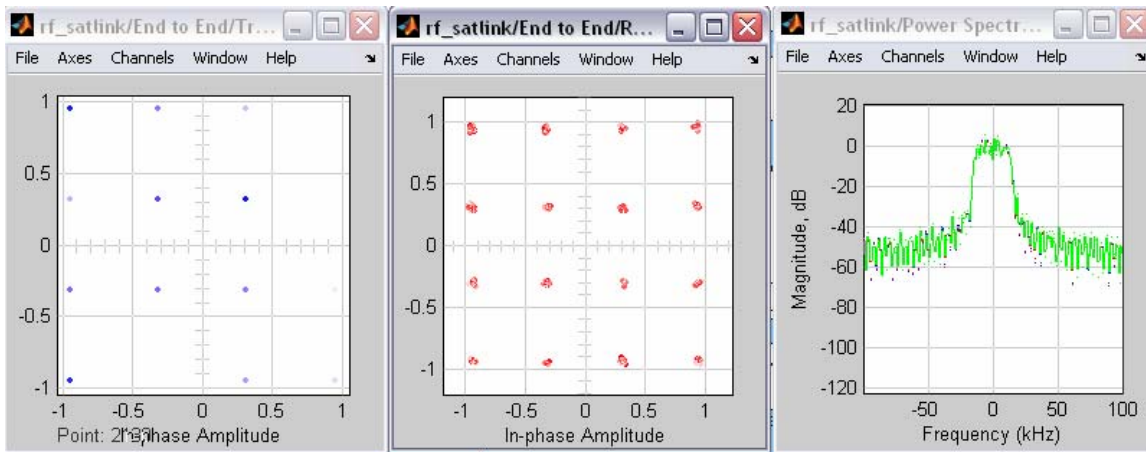 rf_satlink/End to End/Tr...
File Axes Channels Window Help
1
0.5
0
-0.5
-1
-1 -0.5 0 0.5 1
In-phase Amplitude
rf_satlink/End to End/R...
File Axes Channels Window Help
1
0.5
0
-0.5
-1
-1 -0.5 0 0.5 1
In-phase Amplitude
rf_satlink/Power Spectr...
File Axes Channels Window Help
Magnitude, dB
20
0
-20
-40
-60
-80
-100
-120
-50 0 50 100
Frequency (kHz)